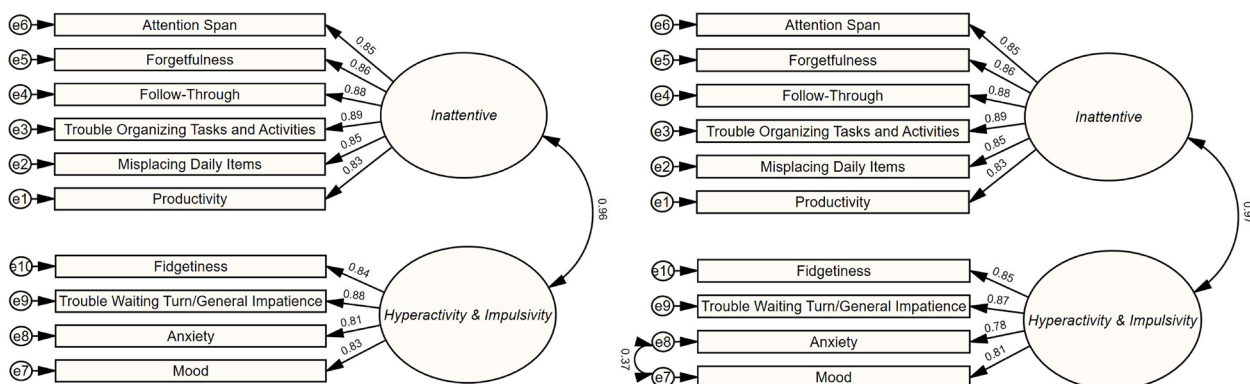 e6
Attention Span
0.85
e5
Forgetfulness
0.86
e4
Follow-Through
0.88
e3
Trouble Organizing Tasks and Activities
0.89
e2
Misplacing Daily Items
0.85
e1
Productivity
0.83
Inattentive
0.96
e10
Fidgetiness
0.84
e9
Trouble Waiting Turn/General Impatience
0.88
e8
Anxiety
0.81
e7
Mood
0.83
Hyperactivity & Impulsivity
e6
Attention Span
0.85
e5
Forgetfulness
0.86
e4
Follow-Through
0.88
e3
Trouble Organizing Tasks and Activities
0.89
e2
Misplacing Daily Items
0.85
e1
Productivity
0.83
Inattentive
0.97
e10
Fidgetiness
0.85
e9
Trouble Waiting Turn/General Impatience
0.87
e8
Anxiety
0.78
e7
Mood
0.81
0.37
Hyperactivity & Impulsivity